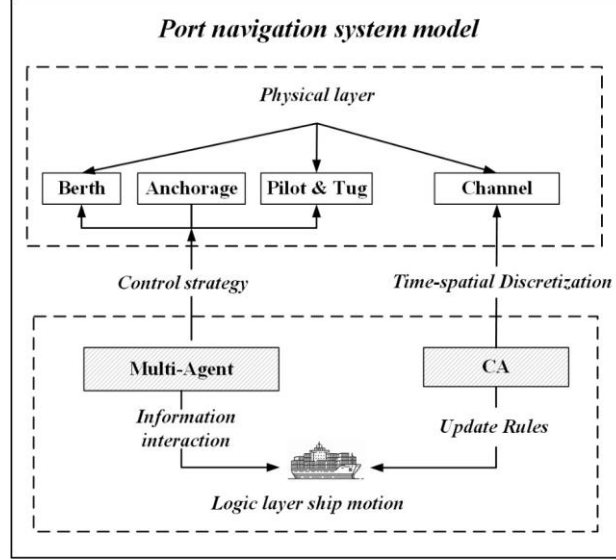 Port navigation system model
Physical layer
Berth Anchorage Pilot & Tug Channel
Control strategy Time-spatial Discretization
Multi-Agent CA
Information
interaction
Update Rules
Logic layer ship motion